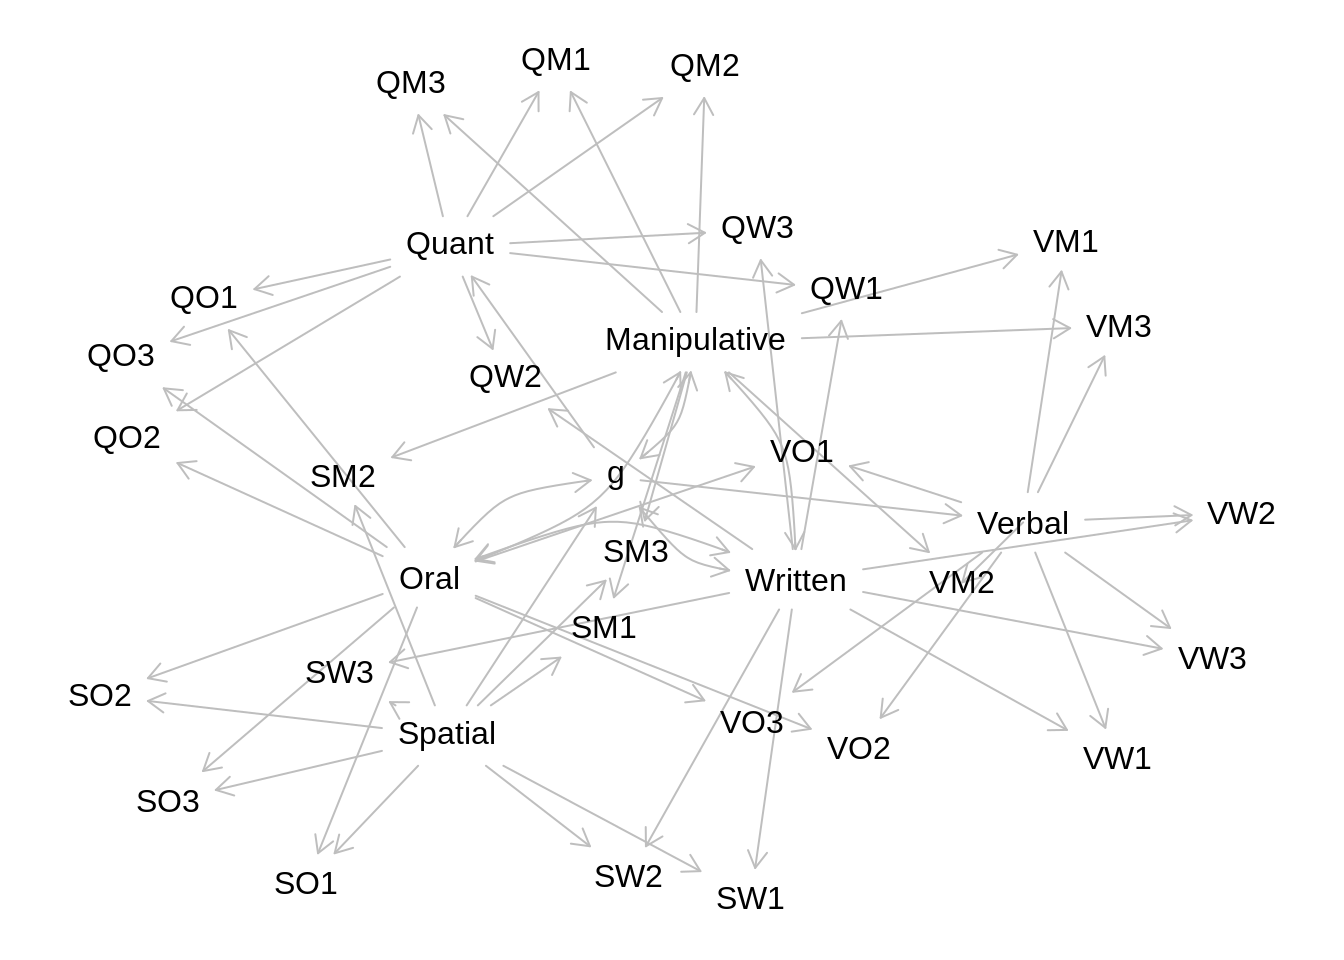 QM1
QM2
QM3
QW3
VM1
Quant
QW1
QO1
VM3
Manipulative
QO3
QW2
QO2
VO1
g
SM2
VW2
Verbal
SM3
Oral
Written
VM2
SM1
VW3
SW3
SO2
VO3
Spatial
VO2
VW1
SO3
SW2
SO1
SW1